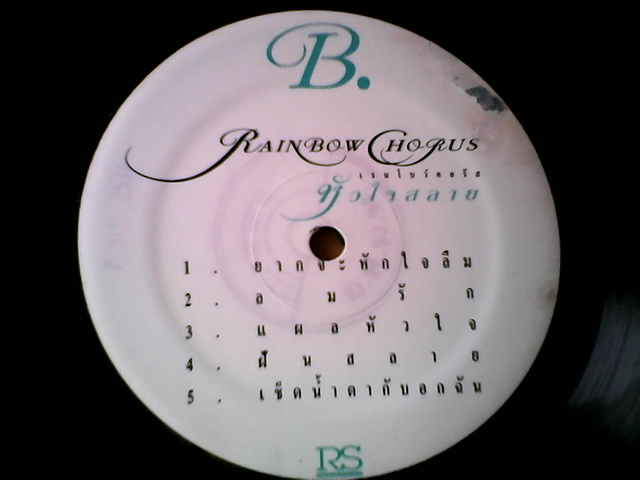 B.
RAINBOW CHORUS
เรนโบว์คอรัส
หัวใจสลาย
1. ยากจะหักใจลืม
2. ลมรัก
3. แผลหัวใจ
4. ฝันสลาย
5. เช็ดน้ำตากับอกฉัน
RS